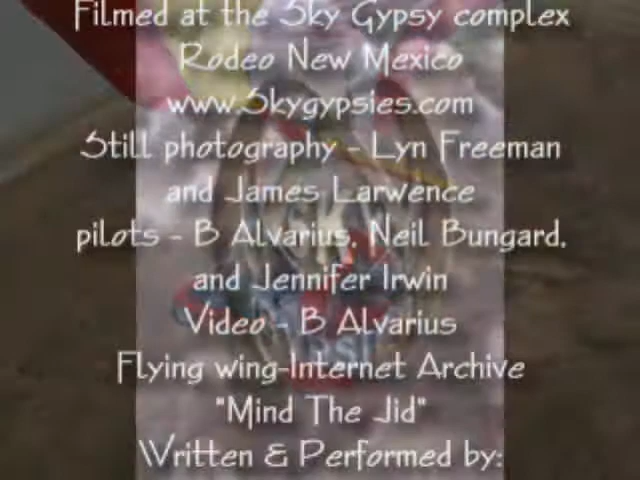 Filmed at the Sky Gypsy complex
Rodeo New Mexico
www.Skygypsies.com
Still photography - Lyn Freeman
and James Larwence
pilots - B Alvarius, Neil Bungard,
and Jennifer Irwin
Video - B Alvarius
Flying wing-Internet Archive
"Mind The Jid"
Written & Performed by: